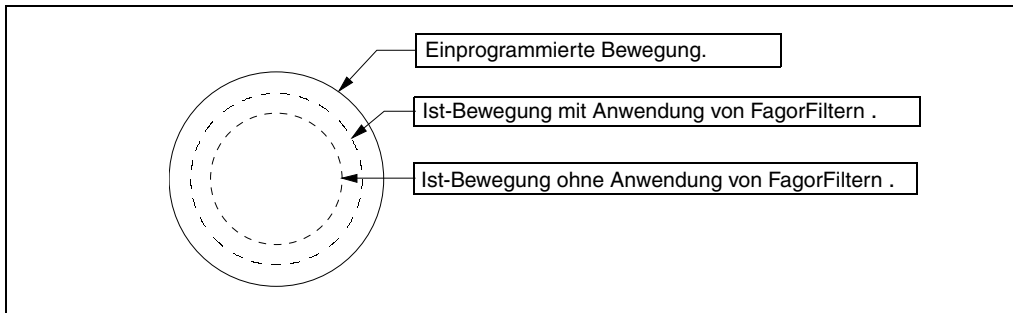 Einprogrammierte Bewegung.
Ist-Bewegung mit Anwendung von FagorFiltern .
Ist-Bewegung ohne Anwendung von FagorFiltern .